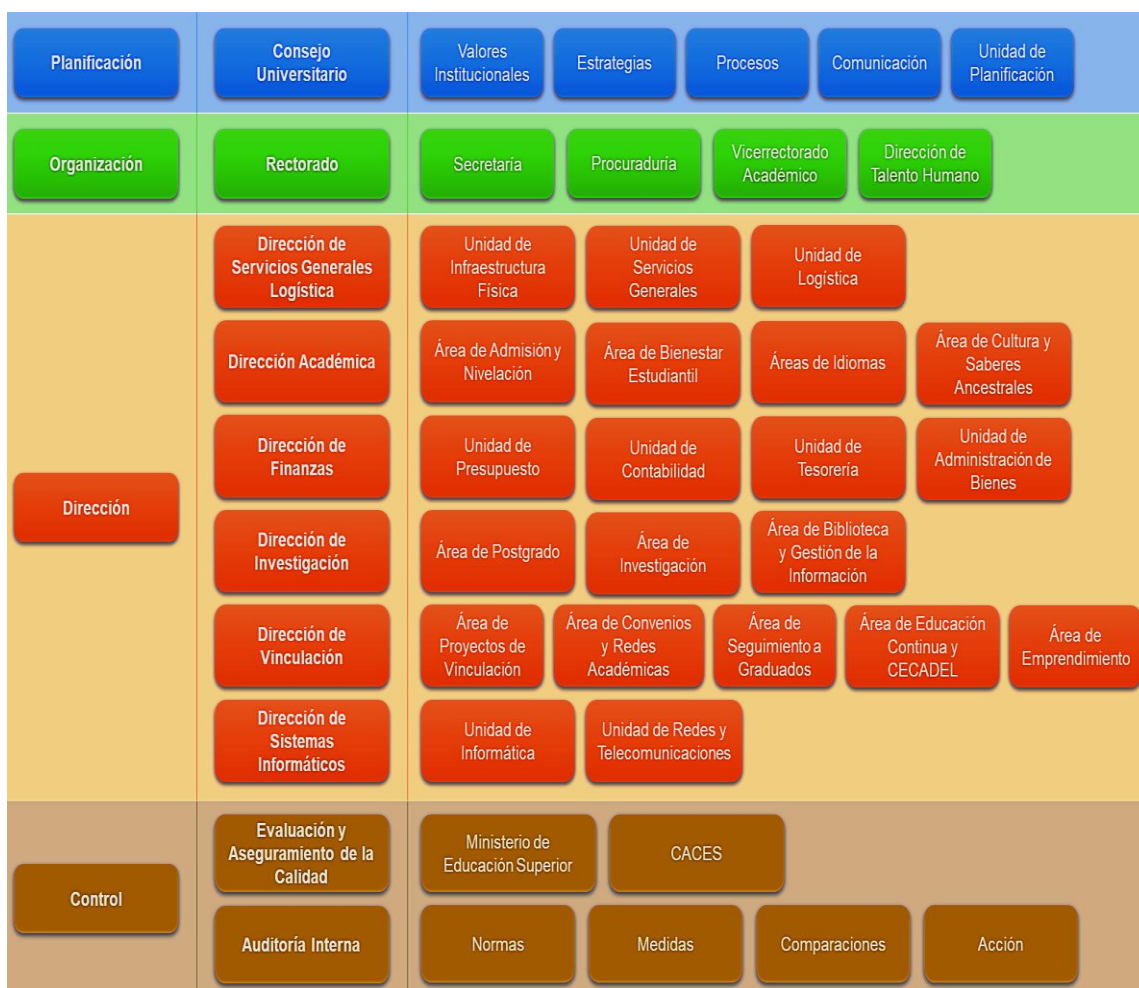 Planificación
Consejo
Universitario
Valores
Institucionales
Estrategias
Procesos
Comunicación
Unidad de
Planificación
Organización
Rectorado
Secretaría
Procuraduría
Vicerrectorado
Académico
Dirección de
Talento Humano
Dirección
Dirección de
Servicios Generales
Logística
Unidad de
Infraestructura
Física
Unidad de
Servicios
Generales
Unidad de
Logística
Dirección Académica
Área de Admisión y
Nivelación
Área de Bienestar
Estudiantil
Áreas de Idiomas
Área de Cultura y
Saberes
Ancestrales
Dirección de
Finanzas
Unidad de
Presupuesto
Unidad de
Contabilidad
Unidad de
Tesorería
Unidad de
Administración de
Bienes
Dirección de
Investigación
Área de Postgrado
Área de
Investigación
Área de Biblioteca
y Gestión de la
Información
Dirección de
Vinculación
Área de
Proyectos de
Vinculación
Área de Convenios
y Redes
Académicas
Área de
Seguimiento a
Graduados
Área de Educación
Continua y
CECADEL
Área de
Emprendimiento
Dirección de
Sistemas
Informáticos
Unidad de
Informática
Unidad de Redes y
Telecomunicaciones
Control
Evaluación y
Aseguramiento de la
Calidad
Ministerio de
Educación Superior
CACES
Auditoría Interna
Normas
Medidas
Comparaciones
Acción